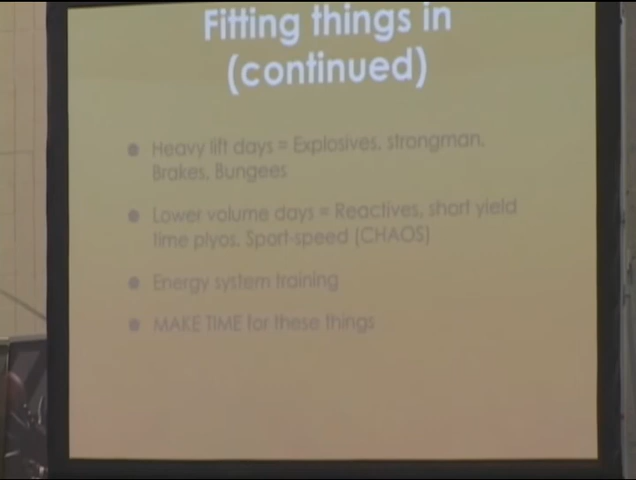 Fitting things in
(continued)
Heavy lift days = Explosives, strongman,
Brakes, Bungees
Lower volume days = Reactives, short yield
time plyos, Sport-speed (CHAOS)
Energy system training
MAKE TIME for these things